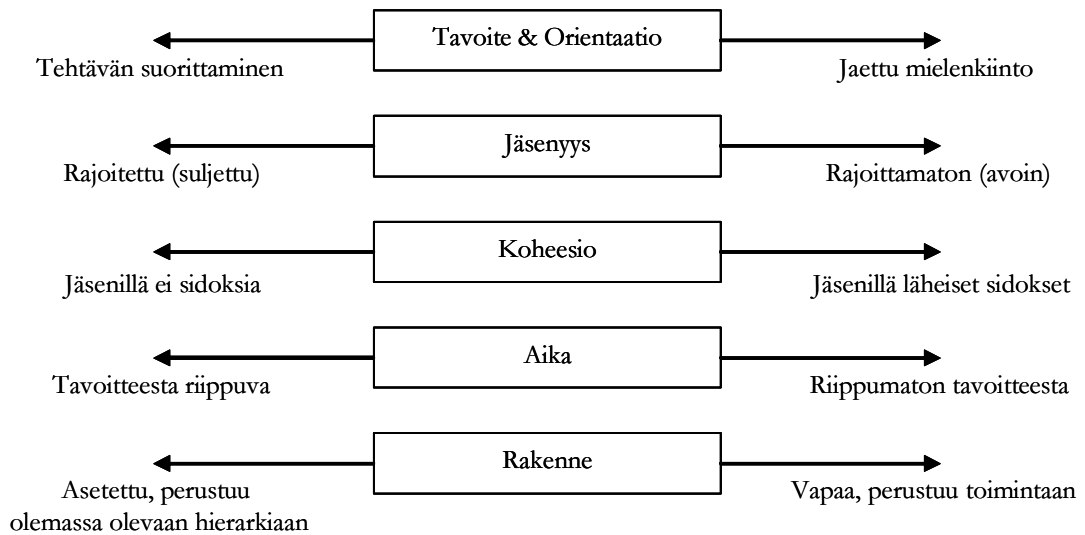 Tavoite & Orientaatio
Tehtävän suorittaminen
Jaettu mielenkiinto
Jäsenyys
Rajoitettu (suljettu)
Rajoittamaton (avoin)
Koheesio
Jäsenillä ei sidoksia
Jäsenillä läheiset sidokset
Aika
Tavoitteesta riippuva
Riippumaton tavoitteesta
Rakenne
Asetettu, perustuu
olemassa olevaan hierarkiaan
Vapaa, perustuu toimintaan